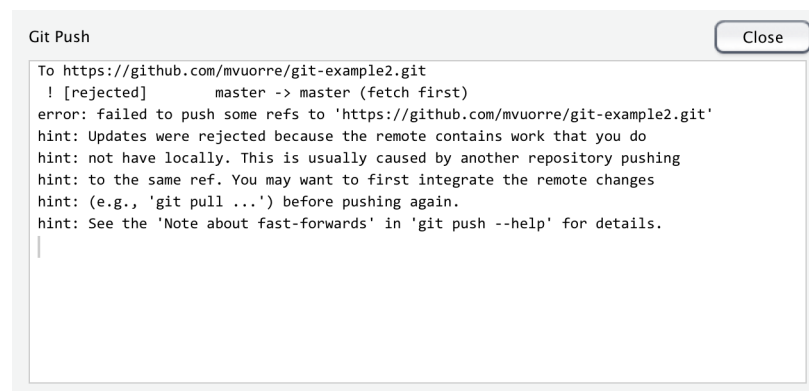 Git Push
Close
To https://github.com/mvuorre/git-example2.git
 ! [rejected]        master -> master (fetch first)
error: failed to push some refs to 'https://github.com/mvuorre/git-example2.git'
hint: Updates were rejected because the remote contains work that you do
hint: not have locally. This is usually caused by another repository pushing
hint: to the same ref. You may want to first integrate the remote changes
hint: (e.g., 'git pull ...') before pushing again.
hint: See the 'Note about fast-forwards' in 'git push --help' for details.